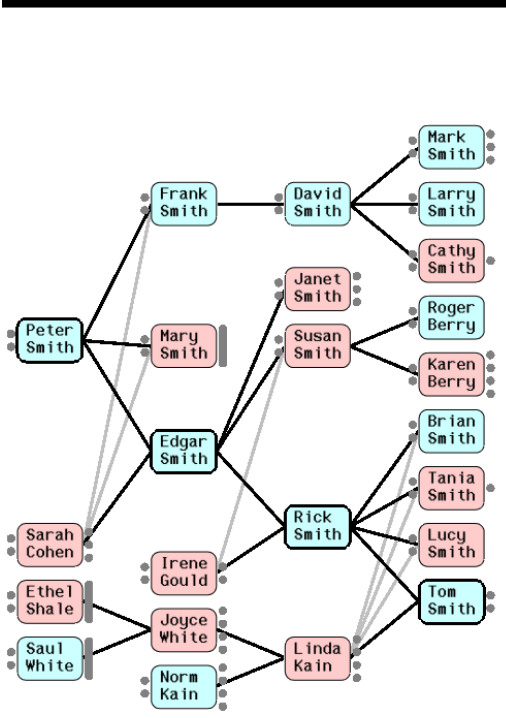 Mark
Smith
Frank
Smith
David
Smith
Larry
Smith
Cathy
Smith
Janet
Smith
Roger
Berry
Peter
Smith
Mary
Smith
Susan
Smith
Karen
Berry
Edgar
Smith
Brian
Smith
Tania
Smith
Rick
Smith
Sarah
Cohen
Lucy
Smith
Irene
Gould
Ethel
Shale
Tom
Smith
Joyce
White
Saul
White
Linda
Kain
Norm
Kain